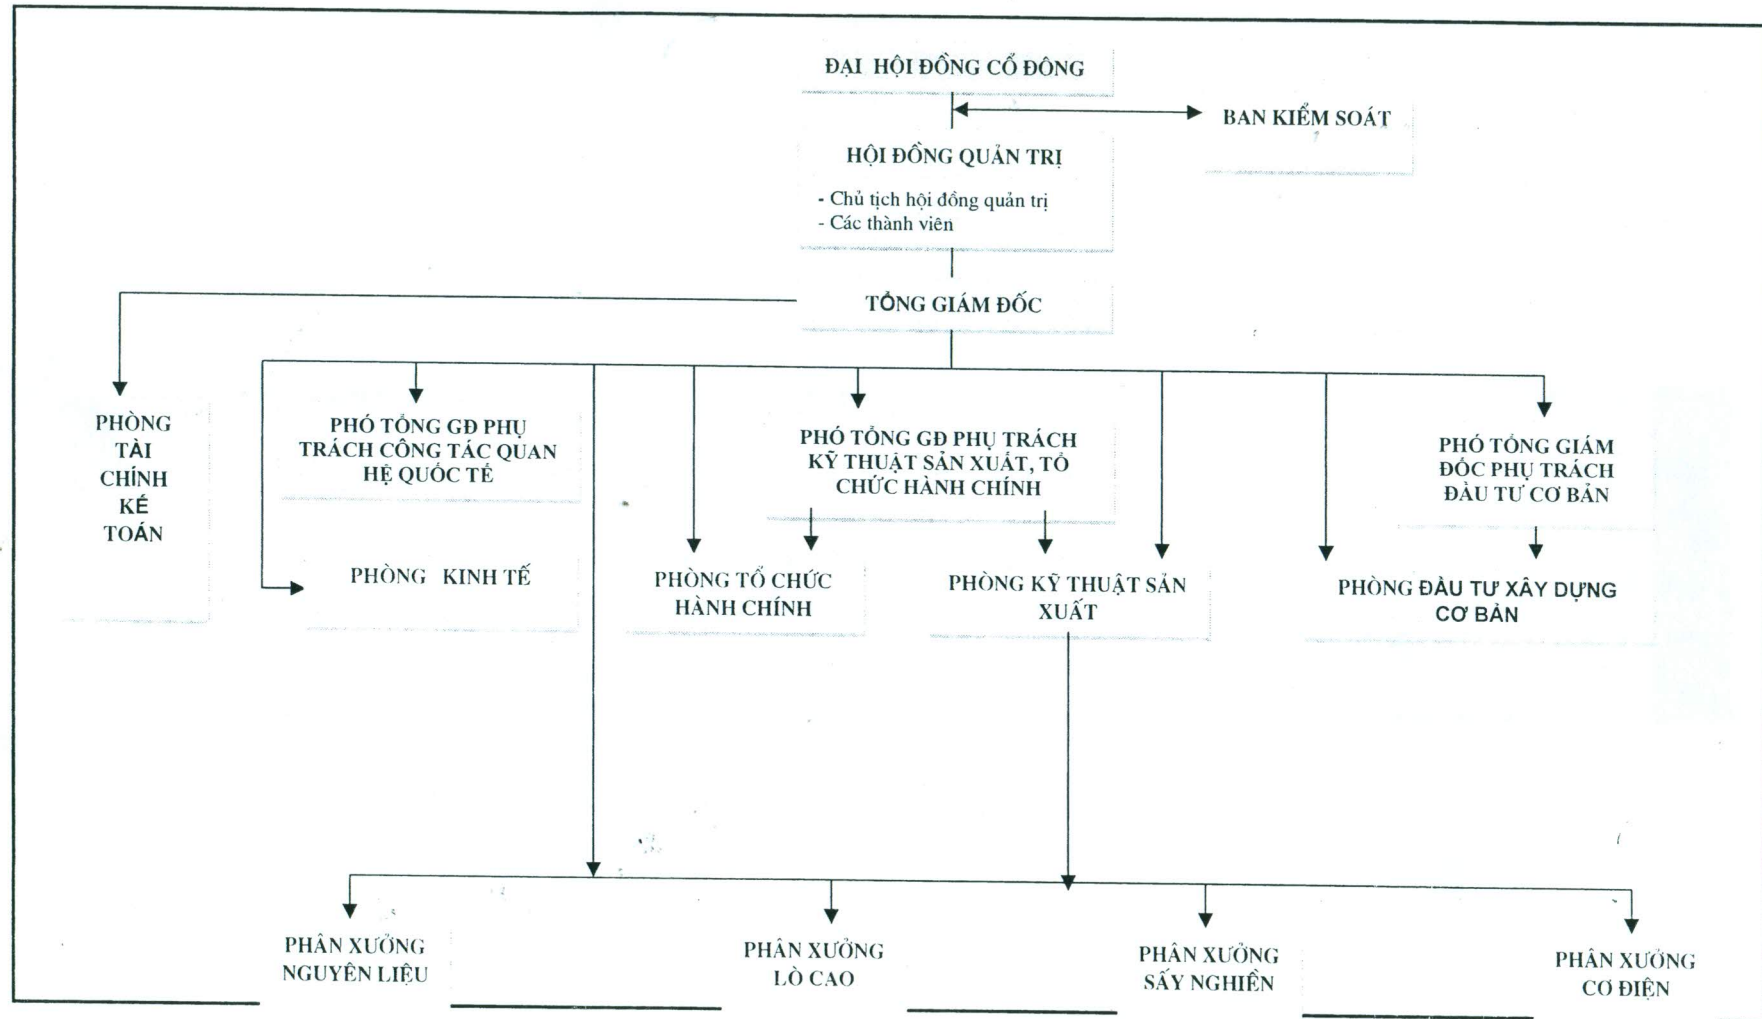 ĐẠI HỘI ĐỒNG CỔ ĐÔNG
BAN KIỂM SOÁT
HỘI ĐỒNG QUẢN TRỊ
- Chủ tịch hội đồng quản trị
- Các thành viên
TỔNG GIÁM ĐỐC
PHÒNG
TÀI
CHÍNH
KẾ
TOÁN
PHÓ TỔNG GĐ PHỤ
TRÁCH CÔNG TÁC QUAN
HỆ QUỐC TẾ
PHÓ TỔNG GĐ PHỤ TRÁCH
KỸ THUẬT SẢN XUẤT, TỔ
CHỨC HÀNH CHÍNH
PHÓ TỔNG GIÁM
ĐỐC PHỤ TRÁCH
ĐẦU TƯ CƠ BẢN
PHÒNG KINH TẾ
PHÒNG TỔ CHỨC
HÀNH CHÍNH
PHÒNG KỸ THUẬT SẢN
XUẤT
PHÒNG ĐẦU TƯ XÂY DỰNG
CƠ BẢN
PHÂN XƯỞNG
NGUYÊN LIỆU
PHÂN XƯỞNG
LÒ CAO
PHÂN XƯỞNG
SẤY NGHIỀN
PHÂN XƯỞNG
CƠ ĐIỆN